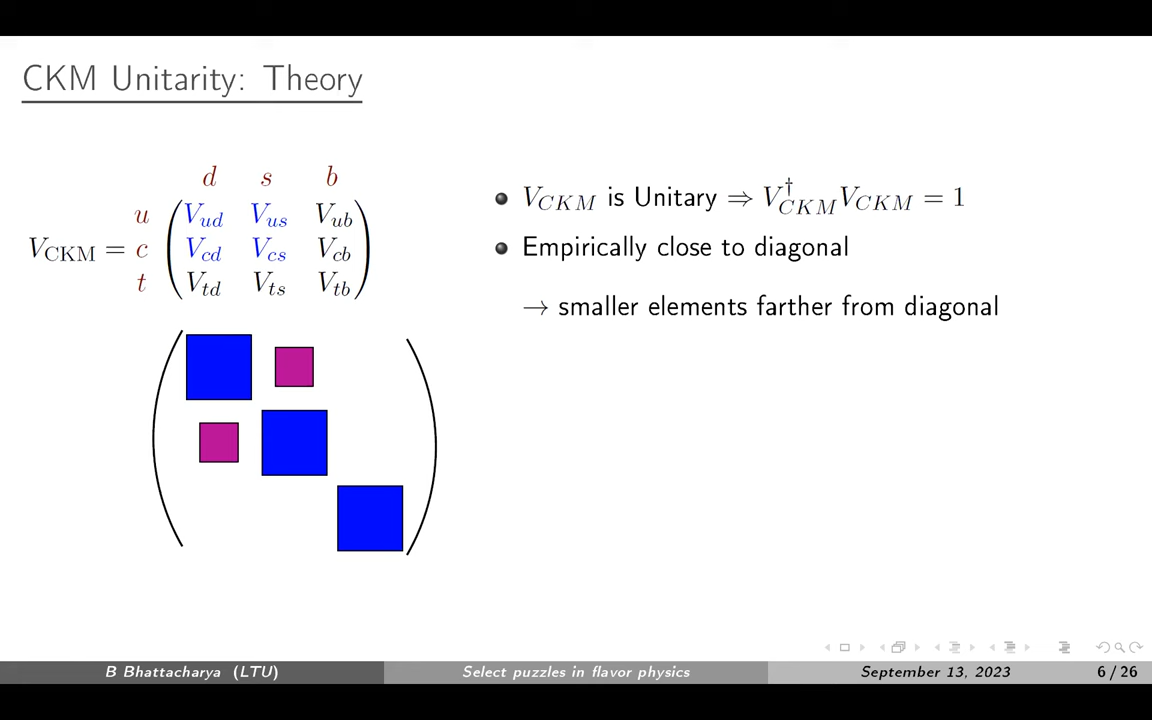 CKM Unitarity: Theory
d s b
u V_ud V_us V_ub
V_CKM = c V_cd V_cs V_cb
t V_td V_ts V_tb
V_CKM is Unitary ⇒ V†_CKM V_CKM = 1
Empirically close to diagonal
→ smaller elements farther from diagonal
B Bhattacharya (LTU) Select puzzles in flavor physics September 13, 2023 6 / 26